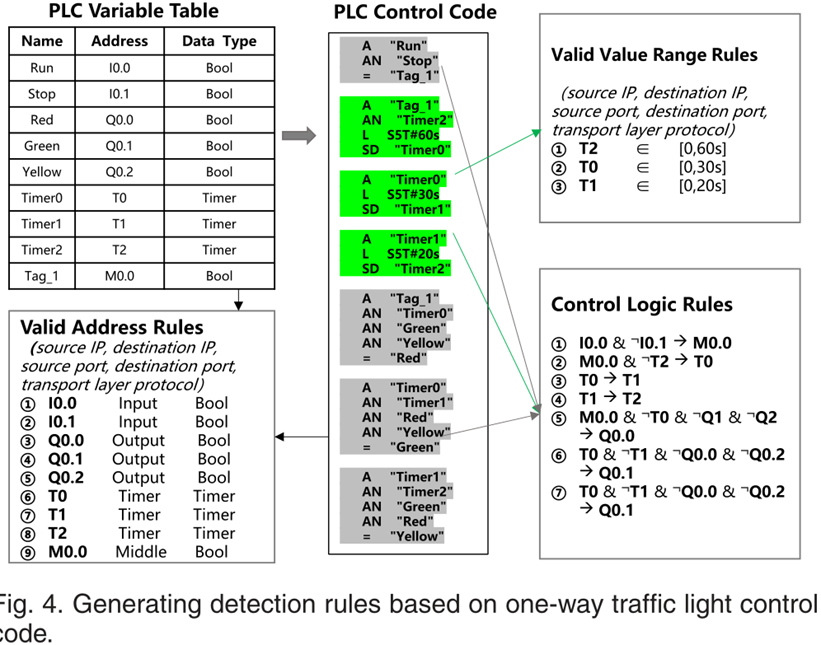 PLC Variable Table
Name Address Data Type
Run I0.0 Bool
Stop I0.1 Bool
Red Q0.0 Bool
Green Q0.1 Bool
Yellow Q0.2 Bool
Timer0 T0 Timer
Timer1 T1 Timer
Timer2 T2 Timer
Tag_1 M0.0 Bool
Valid Address Rules
(source IP, destination IP,
source port, destination port,
transport layer protocol)
① I0.0 Input Bool
② I0.1 Input Bool
③ Q0.0 Output Bool
④ Q0.1 Output Bool
⑤ Q0.2 Output Bool
⑥ T0 Timer Timer
⑦ T1 Timer Timer
⑧ T2 Timer Timer
⑨ M0.0 Middle Bool
PLC Control Code
A "Run"
AN "Stop"
= "Tag_1"
A "Tag_1"
AN "Timer2"
L S5T#60s
SD "Timer0"
A "Timer0"
L S5T#30s
SD "Timer1"
A "Timer1"
L S5T#20s
SD "Timer2"
A "Tag_1"
AN "Timer0"
AN "Green"
AN "Yellow"
= "Red"
A "Timer0"
AN "Timer1"
AN "Red"
AN "Yellow"
= "Green"
A "Timer1"
AN "Timer2"
AN "Green"
AN "Red"
= "Yellow"
Valid Value Range Rules
(source IP, destination IP,
source port, destination port,
transport layer protocol)
① T2 ∈ [0,60s]
② T0 ∈ [0,30s]
③ T1 ∈ [0,20s]
Control Logic Rules
① I0.0 & ¬I0.1 → M0.0
② M0.0 & ¬T2 → T0
③ T0 → T1
④ T1 → T2
⑤ M0.0 & ¬T0 & ¬Q1 & ¬Q2
→ Q0.0
⑥ T0 & ¬T1 & ¬Q0.0 & ¬Q0.2
→ Q0.1
⑦ T0 & ¬T1 & ¬Q0.0 & ¬Q0.2
→ Q0.1
Fig. 4. Generating detection rules based on one-way traffic light control
code.